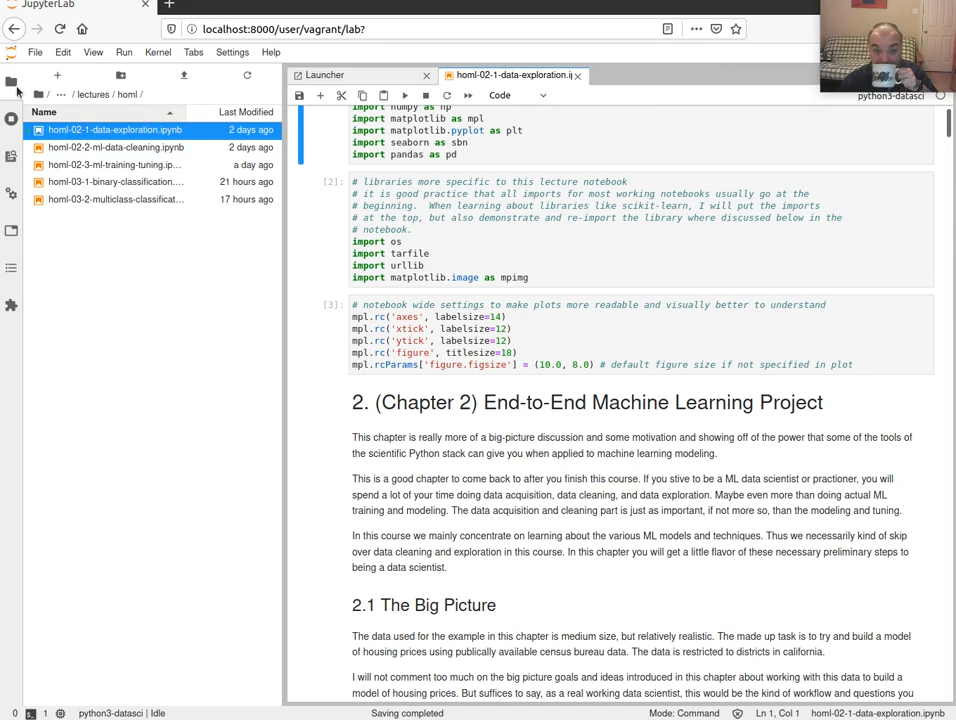 JupyterLab
localhost:8000/user/vagrant/lab?
File Edit View Run Kernel Tabs Settings Help
Launcher
homl-02-1-data-exploration.i
/ ... / lectures / homl /
Code
python3-datasci
Name Last Modified
homl-02-1-data-exploration.ipynb 2 days ago
homl-02-2-ml-data-cleaning.ipynb 2 days ago
homl-02-3-ml-training-tuning.ip... a day ago
homl-03-1-binary-classification.... 21 hours ago
homl-03-2-multiclass-classificat... 17 hours ago
import numpy as np
import matplotlib as mpl
import matplotlib.pyplot as plt
import seaborn as sbn
import pandas as pd
[2]: # libraries more specific to this lecture notebook
# it is good practice that all imports for most working notebooks usually go at the
# beginning. When learning about libraries like scikit-learn, I will put the imports
# at the top, but also demonstrate and re-import the library where discussed below in the
# notebook.
import os
import tarfile
import urllib
import matplotlib.image as mpimg
[3]: # notebook wide settings to make plots more readable and visually better to understand
mpl.rc('axes', labelsize=14)
mpl.rc('xtick', labelsize=12)
mpl.rc('ytick', labelsize=12)
mpl.rc('figure', titlesize=18)
mpl.rcParams['figure.figsize'] = (10.0, 8.0) # default figure size if not specified in plot
2. (Chapter 2) End-to-End Machine Learning Project
This chapter is really more of a big-picture discussion and some motivation and showing off of the power that some of the tools of
the scientific Python stack can give you when applied to machine learning modeling.
This is a good chapter to come back to after you finish this course. If you stive to be a ML data scientist or practioner, you will
spend a lot of your time doing data acquisition, data cleaning, and data exploration. Maybe even more than doing actual ML
training and modeling. The data acquisition and cleaning part is just as important, if not more so, than the modeling and tuning.
In this course we mainly concentrate on learning about the various ML models and techniques. Thus we necessarily kind of skip
over data cleaning and exploration in this course. In this chapter you will get a little flavor of these necessary preliminary steps to
being a data scientist.
2.1 The Big Picture
The data used for the example in this chapter is medium size, but relatively realistic. The made up task is to try and build a model
of housing prices using publically available census bureau data. The data is restricted to districts in california.
I will not comment too much on the big picture goals and ideas introduced in this chapter about working with this data to build a
model of housing prices. But suffices to say, as a real working data scientist, this would be the kind of workflow and questions you
0 1 python3-datasci | Idle
Saving completed
Mode: Command
Ln 1, Col 1
homl-02-1-data-exploration.ipynb